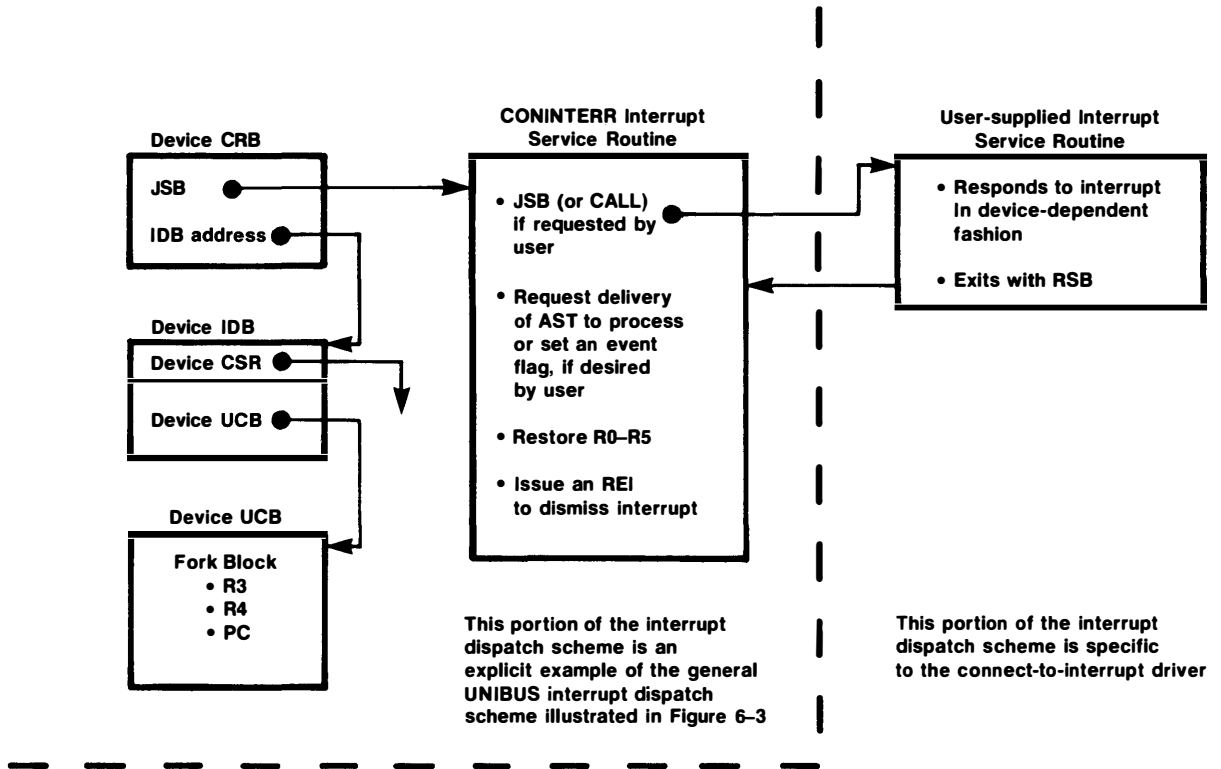 Device CRB
JSB
IDB address
Device IDB
Device CSR
Device UCB
Device UCB
Fork Block
• R3
• R4
• PC
CONINTERR Interrupt
Service Routine
• JSB (or CALL)
if requested by
user
• Request delivery
of AST to process
or set an event
flag, if desired
by user
• Restore R0–R5
• Issue an REI
to dismiss interrupt
This portion of the interrupt
dispatch scheme is an
explicit example of the general
UNIBUS interrupt dispatch
scheme illustrated in Figure 6–3
User-supplied Interrupt
Service Routine
• Responds to interrupt
In device-dependent
fashion
• Exits with RSB
This portion of the interrupt
dispatch scheme is specific
to the connect-to-interrupt driver